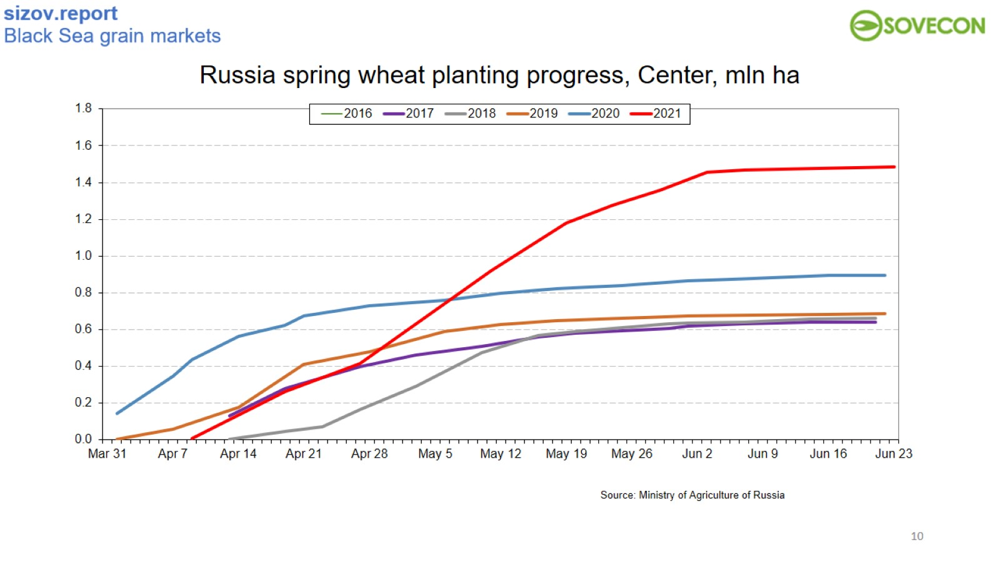 sizov.report
Black Sea grain markets
SOVECON
Russia spring wheat planting progress, Center, mln ha
2016 2017 2018 2019 2020 2021
1.8
1.6
1.4
1.2
1.0
0.8
0.6
0.4
0.2
0.0
Mar 31 Apr 7 Apr 14 Apr 21 Apr 28 May 5 May 12 May 19 May 26 Jun 2 Jun 9 Jun 16 Jun 23
Source: Ministry of Agriculture of Russia
10